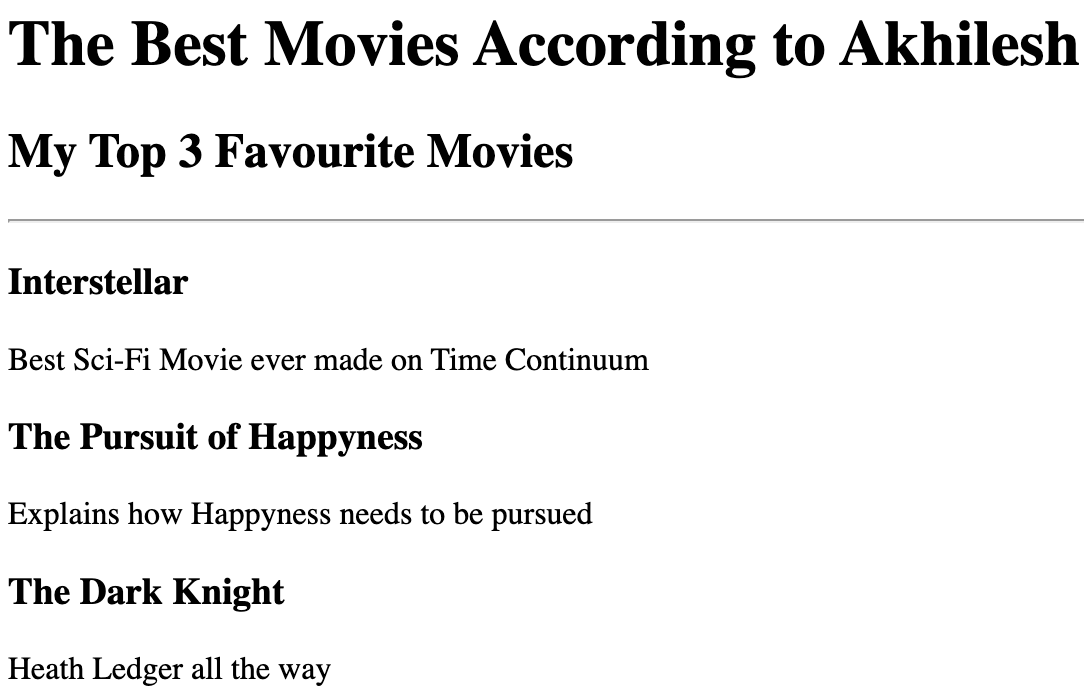 The Best Movies According to Akhilesh
My Top 3 Favourite Movies
Interstellar
Best Sci-Fi Movie ever made on Time Continuum
The Pursuit of Happyness
Explains how Happyness needs to be pursued
The Dark Knight
Heath Ledger all the way